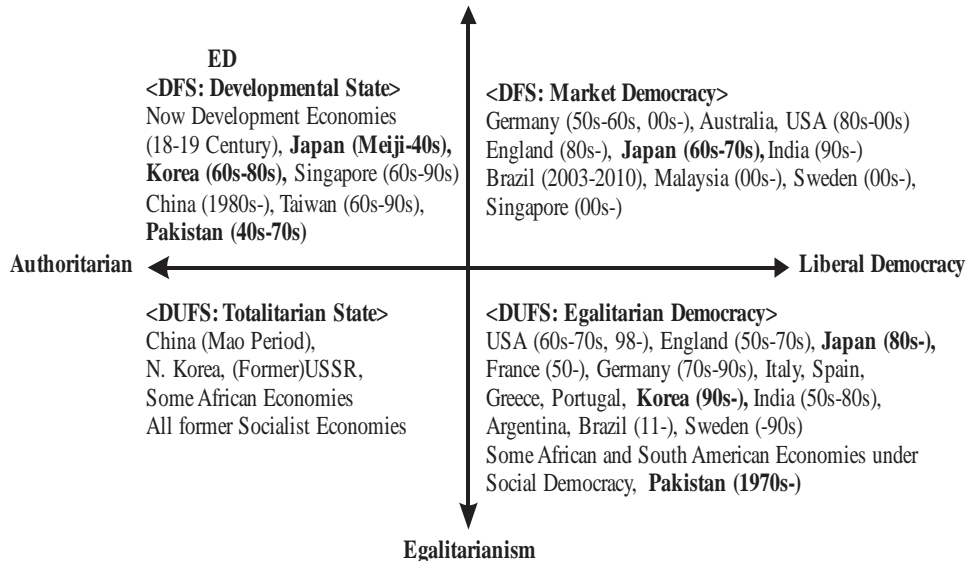 ED
<DFS: Developmental State>
Now Development Economies
(18-19 Century), Japan (Meiji-40s),
Korea (60s-80s), Singapore (60s-90s)
China (1980s-), Taiwan (60s-90s),
Pakistan (40s-70s)
<DFS: Market Democracy>
Germany (50s-60s, 00s-), Australia, USA (80s-00s)
England (80s-), Japan (60s-70s), India (90s-)
Brazil (2003-2010), Malaysia (00s-), Sweden (00s-),
Singapore (00s-)
Authoritarian
Liberal Democracy
<DUFS: Totalitarian State>
China (Mao Period),
N. Korea, (Former)USSR,
Some African Economies
All former Socialist Economies
<DUFS: Egalitarian Democracy>
USA (60s-70s, 98-), England (50s-70s), Japan (80s-),
France (50-), Germany (70s-90s), Italy, Spain,
Greece, Portugal, Korea (90s-), India (50s-80s),
Argentina, Brazil (11-), Sweden (-90s)
Some African and South American Economies under
Social Democracy, Pakistan (1970s-)
Egalitarianism